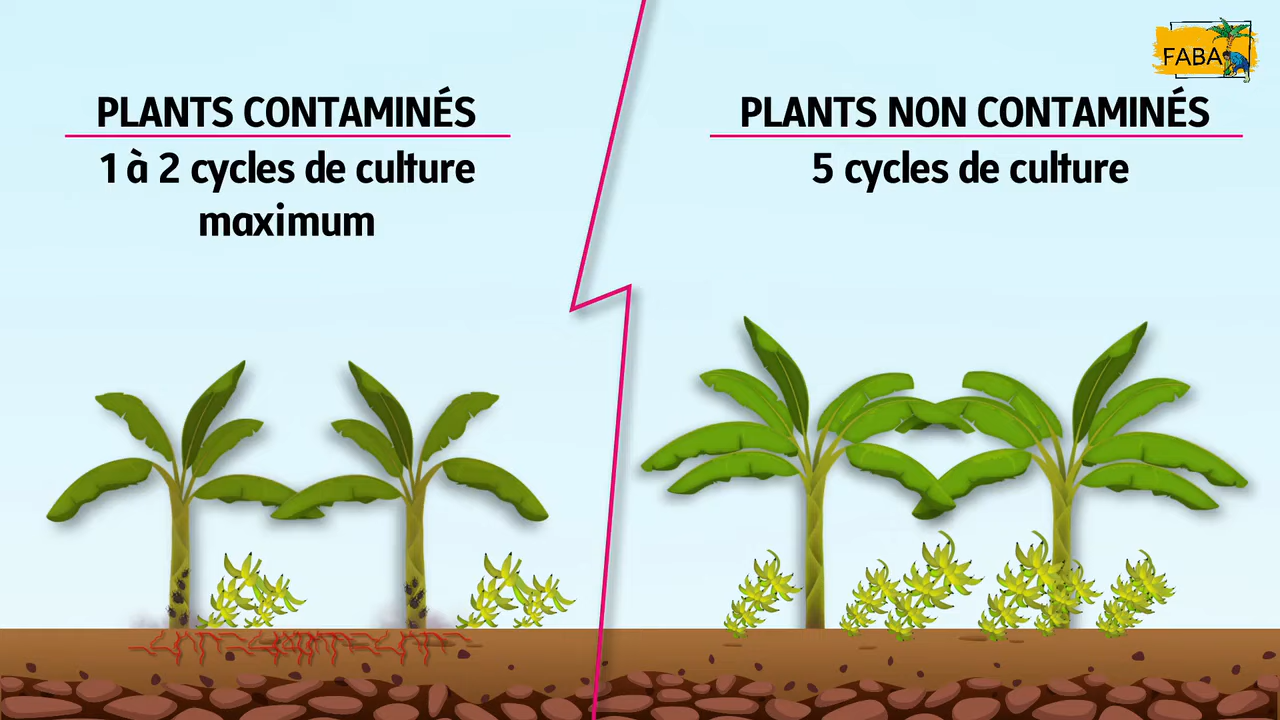 FABA
PLANTS CONTAMINÉS
1 à 2 cycles de culture
maximum
PLANTS NON CONTAMINÉS
5 cycles de culture